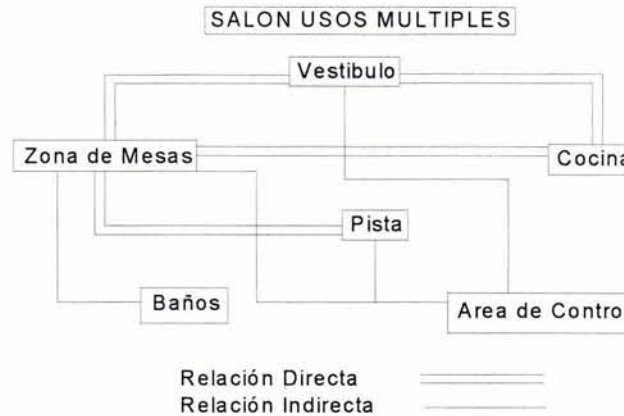 SALON USOS MULTIPLES
Vestibulo
Zona de Mesas
Cocina
Pista
Baños
Area de Contro
Relación Directa
Relación Indirecta